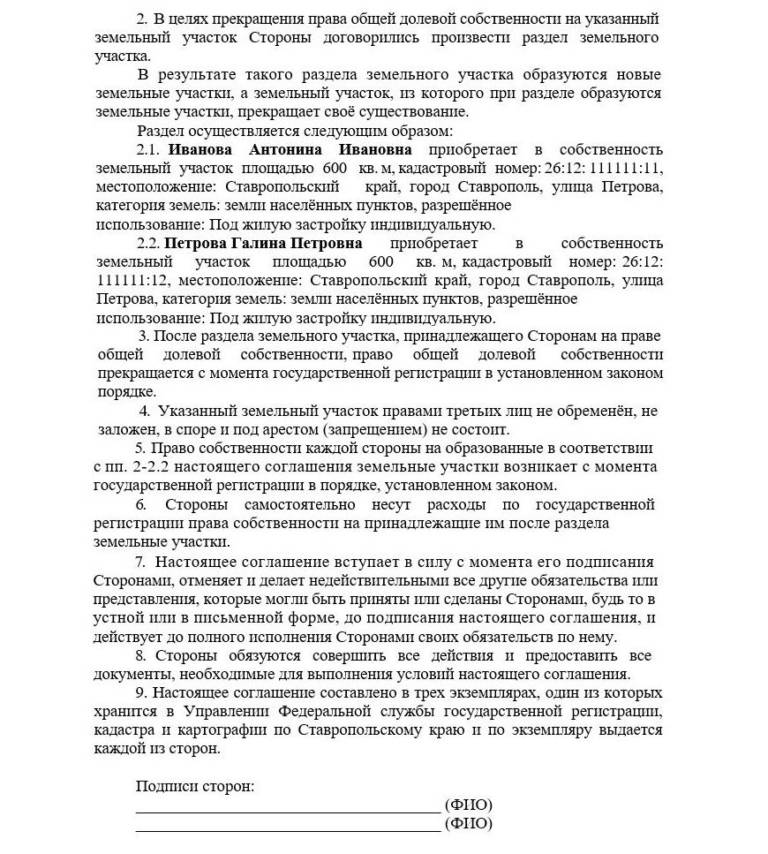 2. В целях прекращения права общей долевой собственности на указанный
земельный участок Стороны договорились произвести раздел земельного
участка.
В результате такого раздела земельного участка образуются новые
земельные участки, а земельный участок, из которого при разделе образуются
земельные участки, прекращает своё существование.
Раздел осуществляется следующим образом:
2.1. Иванова Антонина Ивановна приобретает в собственность
земельный участок площадью 600 кв. м, кадастровый номер: 26:12: 111111:11,
местоположение: Ставропольский край, город Ставрополь, улица Петрова,
категория земель: земли населённых пунктов, разрешённое
использование: Под жилую застройку индивидуальную.
2.2. Петрова Галина Петровна приобретает в собственность
земельный участок площадью 600 кв. м, кадастровый номер: 26:12:
111111:12, местоположение: Ставропольский край, город Ставрополь, улица
Петрова, категория земель: земли населённых пунктов, разрешённое
использование: Под жилую застройку индивидуальную.
3. После раздела земельного участка, принадлежащего Сторонам на праве
общей долевой собственности, право общей долевой собственности
прекращается с момента государственной регистрации в установленном законом
порядке.
4. Указанный земельный участок правами третьих лиц не обременён, не
заложен, в споре и под арестом (запрещением) не состоит.
5. Право собственности каждой стороны на образованные в соответствии
с пп. 2-2.2 настоящего соглашения земельные участки возникает с момента
государственной регистрации в порядке, установленном законом.
6. Стороны самостоятельно несут расходы по государственной
регистрации права собственности на принадлежащие им после раздела
земельные участки.
7. Настоящее соглашение вступает в силу с момента его подписания
Сторонами, отменяет и делает недействительными все другие обязательства или
представления, которые могли быть приняты или сделаны Сторонами, будь то в
устной или в письменной форме, до подписания настоящего соглашения, и
действует до полного исполнения Сторонами своих обязательств по нему.
8. Стороны обязуются совершить все действия и предоставить все
документы, необходимые для выполнения условий настоящего соглашения.
9. Настоящее соглашение составлено в трех экземплярах, один из которых
хранится в Управлении Федеральной службы государственной регистрации,
кадастра и картографии по Ставропольскому краю и по экземпляру выдается
каждой из сторон.
Подписи сторон:
______________________________________ (ФИО)
______________________________________ (ФИО)